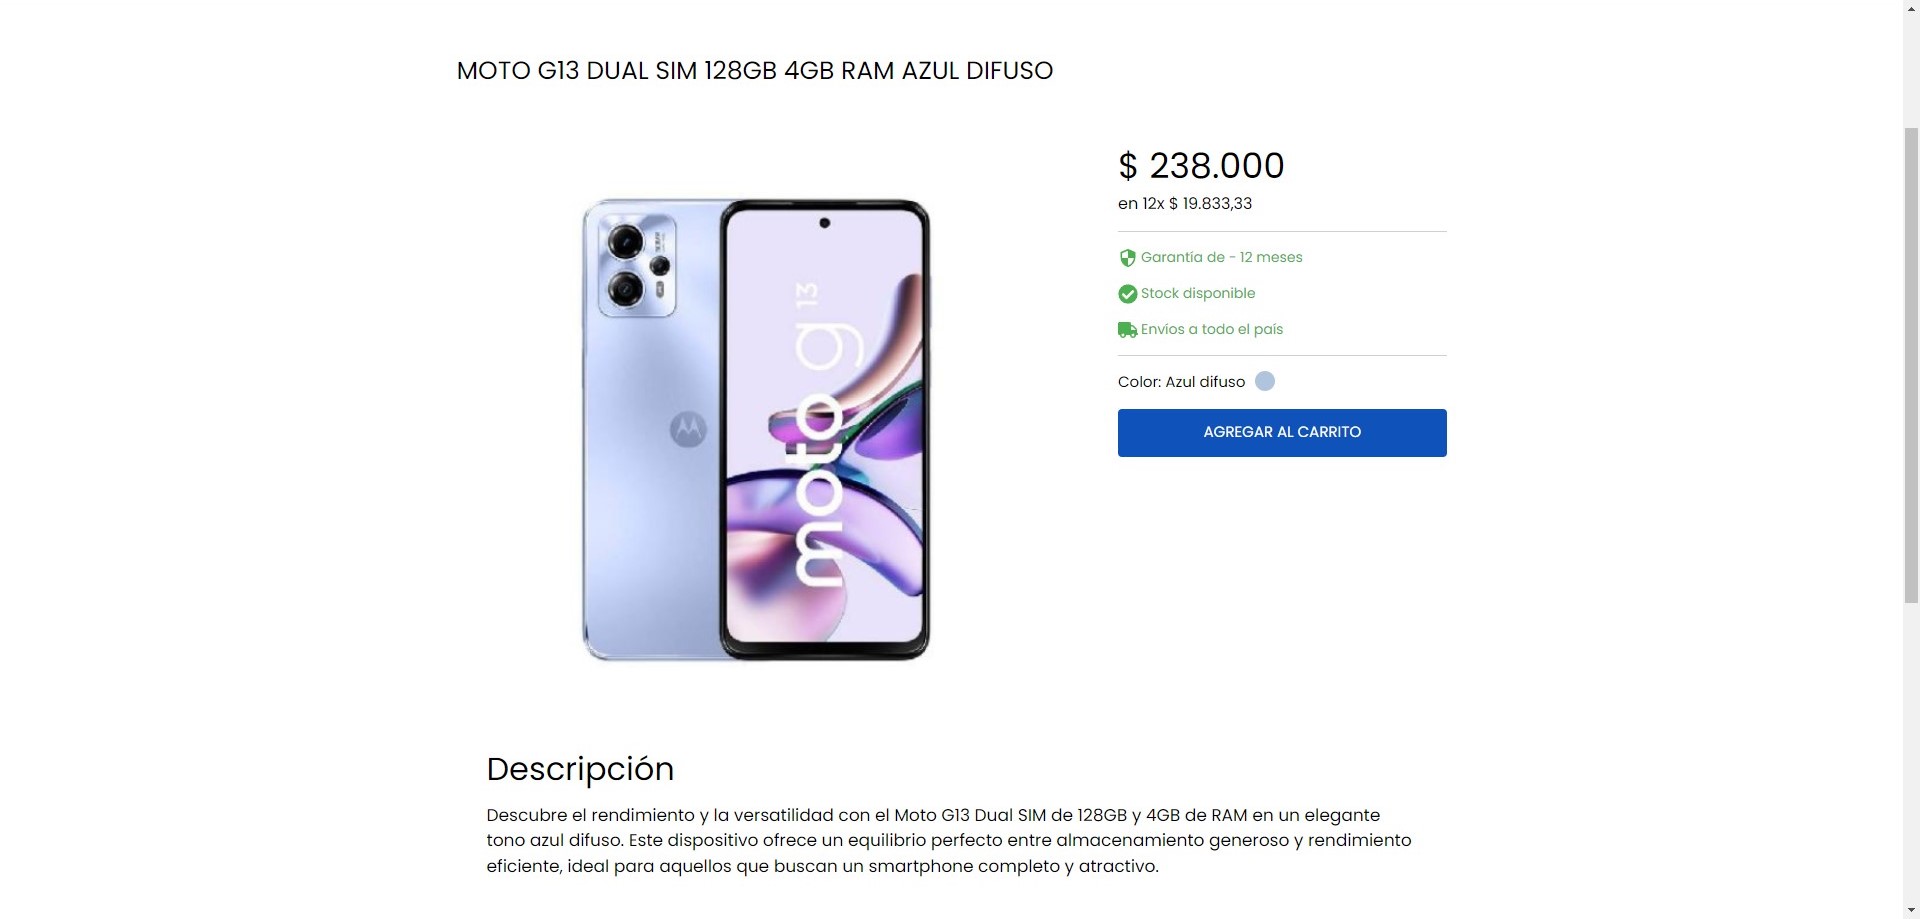 MOTO G13 DUAL SIM 128GB 4GB RAM AZUL DIFUSO
$ 238.000
en 12x $ 19.833,33
Garantía de - 12 meses
Stock disponible
Envíos a todo el país
Color: Azul difuso
AGREGAR AL CARRITO
moto g13
Descripción
Descubre el rendimiento y la versatilidad con el Moto G13 Dual SIM de 128GB y 4GB de RAM en un elegante
tono azul difuso. Este dispositivo ofrece un equilibrio perfecto entre almacenamiento generoso y rendimiento
eficiente, ideal para aquellos que buscan un smartphone completo y atractivo.